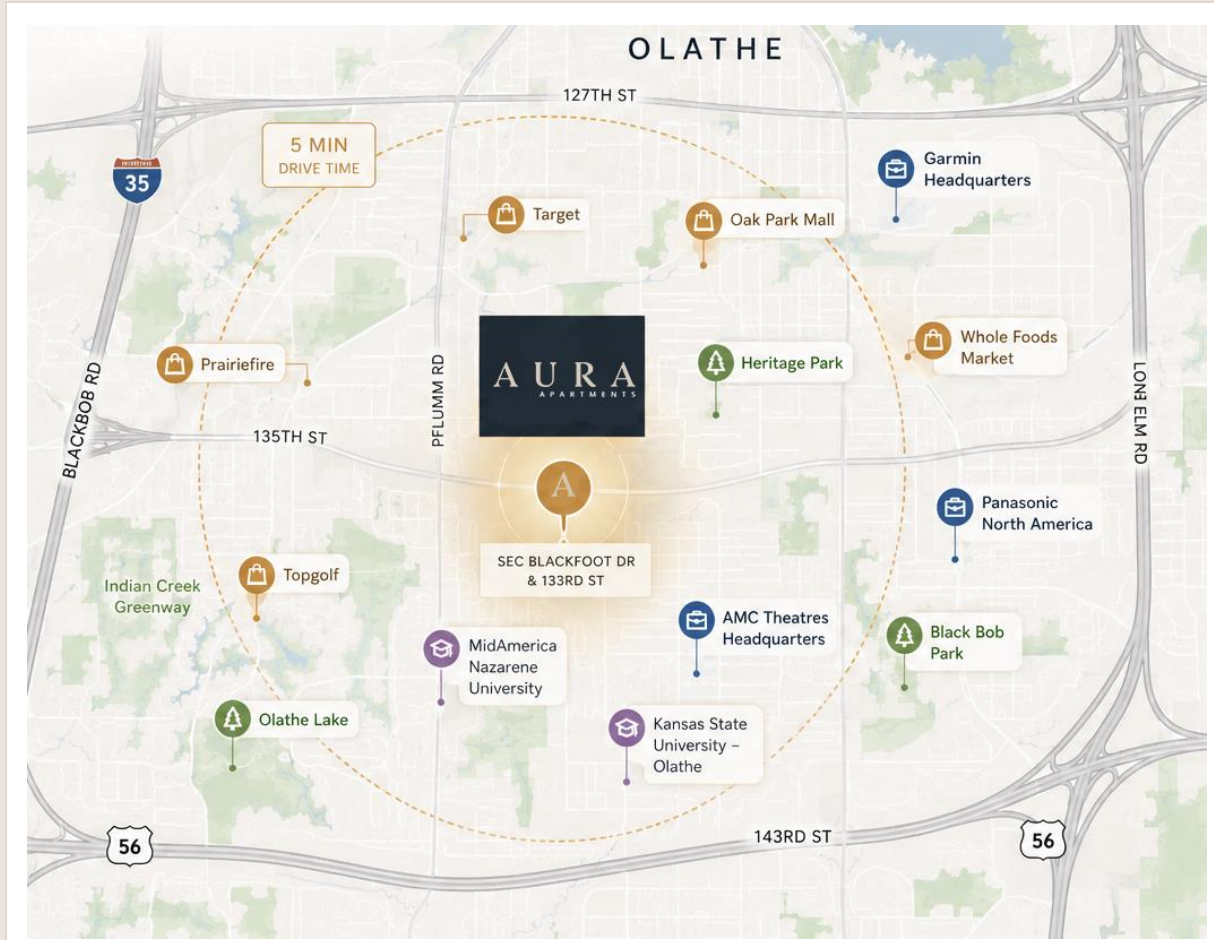 OLATHE
127TH ST
5 MIN
DRIVE TIME
35
Garmin
Headquarters
Target
Oak Park Mall
Prairiefire
PFLUMM RD
AURA
APARTMENTS
Heritage Park
Whole Foods
Market
BLACKBOB RD
135TH ST
LONE ELM RD
A
SEC BLACKFOOT DR
& 133RD ST
Panasonic
North America
Indian Creek
Greenway
Topgolf
MidAmerica
Nazarene
University
AMC Theatres
Headquarters
Black Bob
Park
Olathe Lake
Kansas State
University –
Olathe
56
143RD ST
56